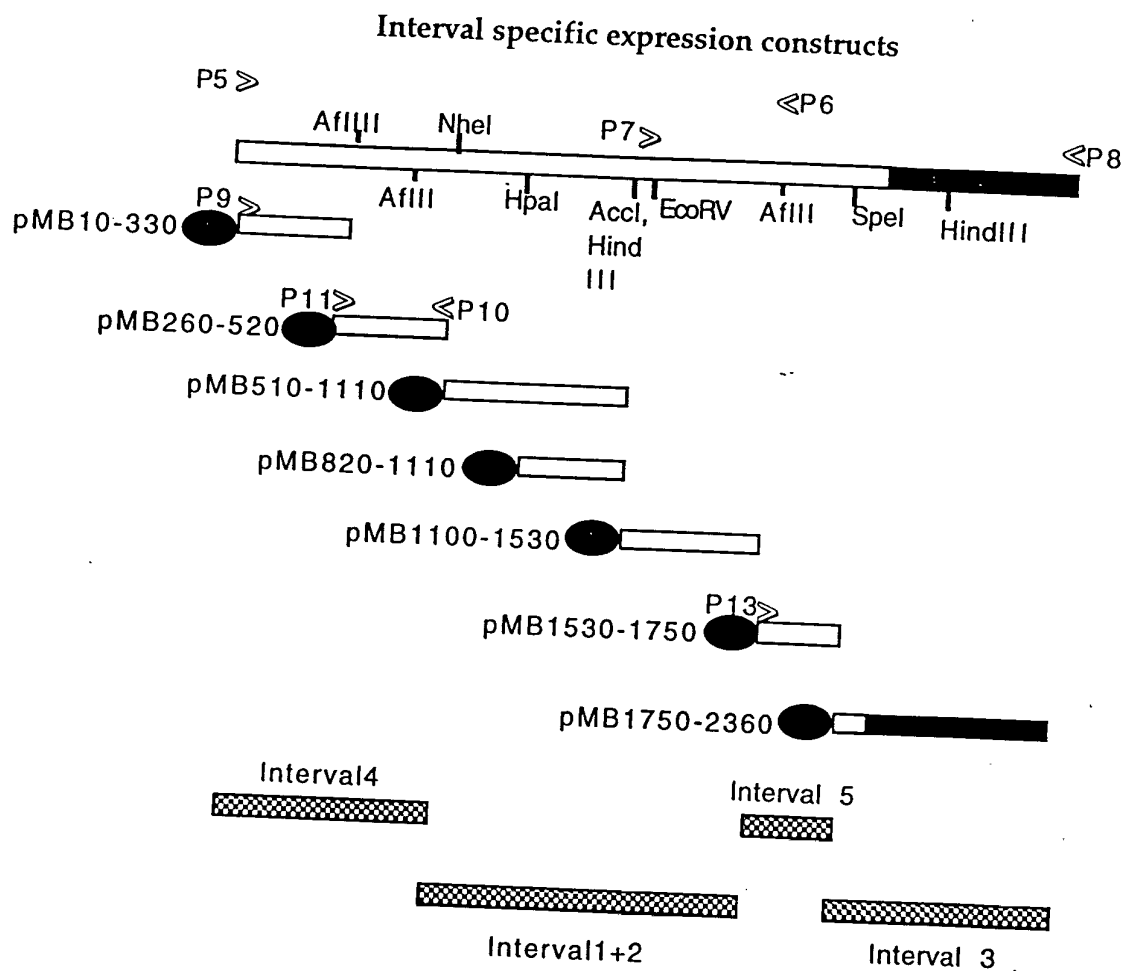 Interval specific expression constructs
P5
P6
AflIII
NheI
P7
P8
AflII
HpaI
AccI,
Hind
III
EcoRV
AflII
SpeI
HindIII
P9
pMB10-330
P11
P10
pMB260-520
pMB510-1110
pMB820-1110
pMB1100-1530
P13
pMB1530-1750
pMB1750-2360
Interval4
Interval 5
Interval1+2
Interval 3